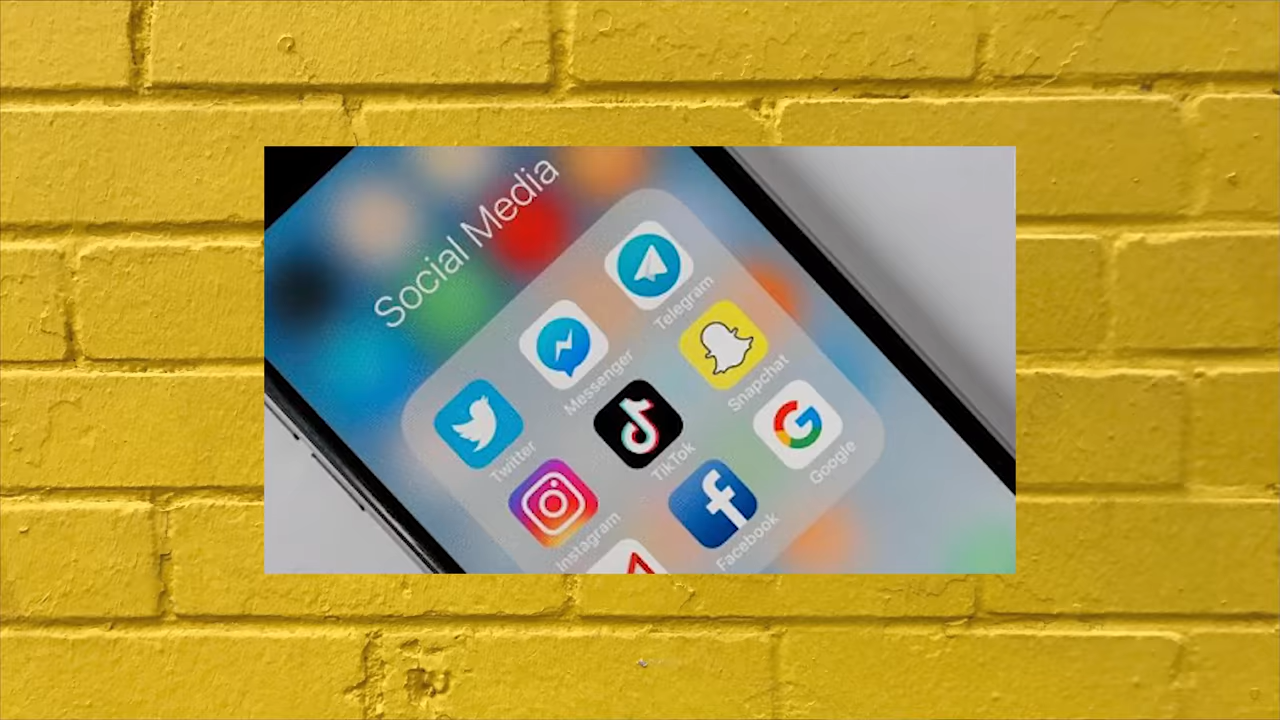 Social Media
Telegram
Messenger
Snapchat
Twitter
TikTok
Google
Instagram
Facebook